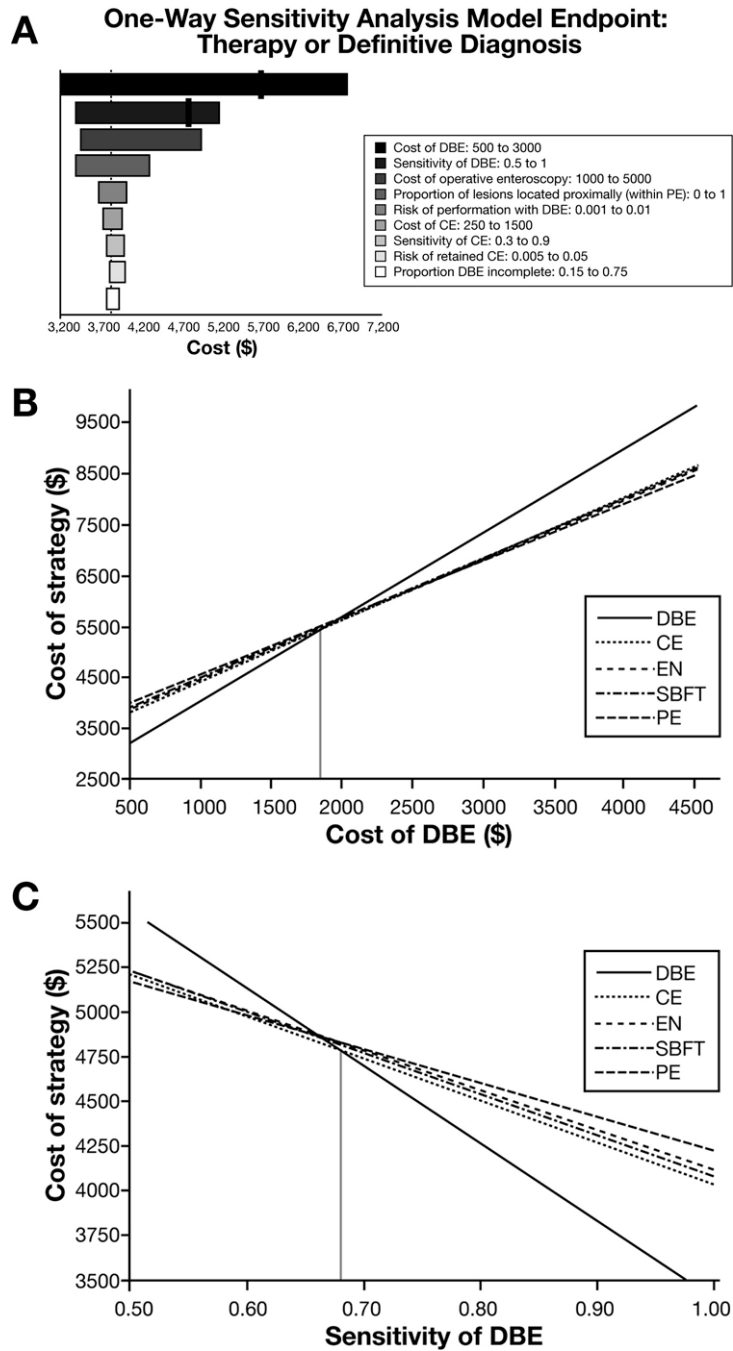 A
One-Way Sensitivity Analysis Model Endpoint:
Therapy or Definitive Diagnosis
Cost of DBE: 500 to 3000
Sensitivity of DBE: 0.5 to 1
Cost of operative enteroscopy: 1000 to 5000
Proportion of lesions located proximally (within PE): 0 to 1
Risk of performation with DBE: 0.001 to 0.01
Cost of CE: 250 to 1500
Sensitivity of CE: 0.3 to 0.9
Risk of retained CE: 0.005 to 0.05
Proportion DBE incomplete: 0.15 to 0.75
3,200 3,700 4,200 4,700 5,200 5,700 6,200 6,700 7,200
Cost ($)
B
Cost of strategy ($)
9500
8500
7500
6500
5500
4500
3500
2500
DBE
CE
EN
SBFT
PE
500 1000 1500 2000 2500 3000 3500 4000 4500
Cost of DBE ($)
C
Cost of strategy ($)
5500
5250
5000
4750
4500
4250
4000
3750
3500
DBE
CE
EN
SBFT
PE
0.50 0.60 0.70 0.80 0.90 1.00
Sensitivity of DBE